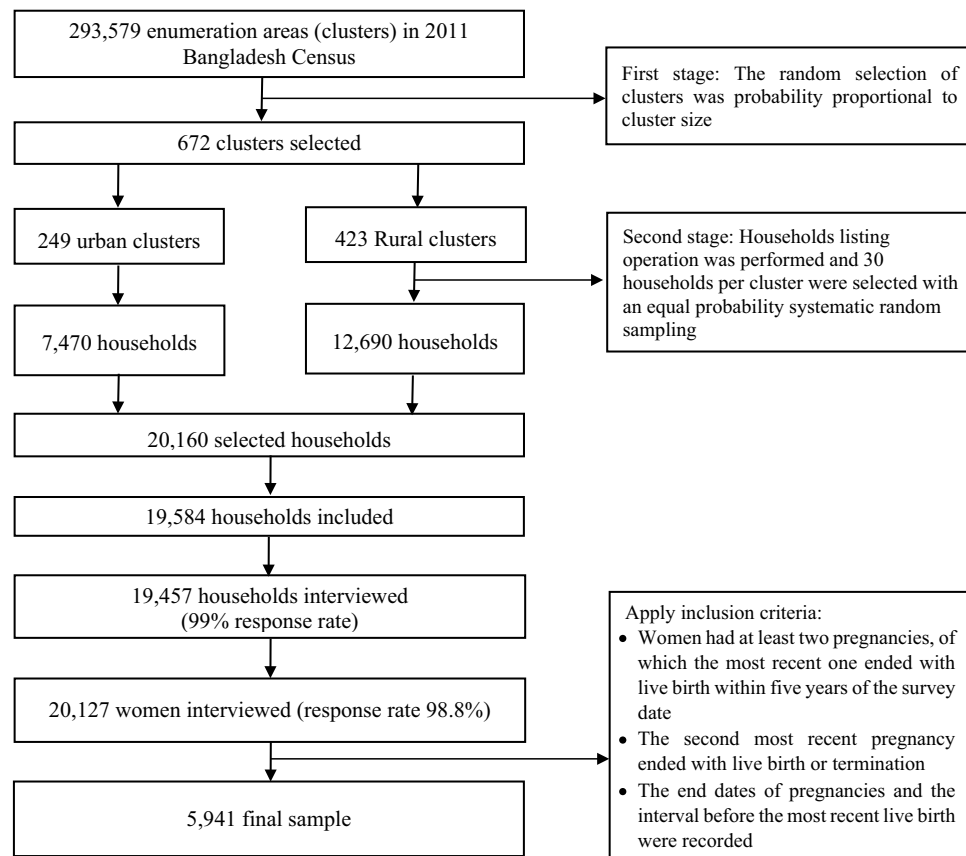 293,579 enumeration areas (clusters) in 2011
Bangladesh Census
First stage: The random selection of
clusters was probability proportional to
cluster size
672 clusters selected
249 urban clusters
423 Rural clusters
Second stage: Households listing
operation was performed and 30
households per cluster were selected with
an equal probability systematic random
sampling
7,470 households
12,690 households
20,160 selected households
19,584 households included
19,457 households interviewed
(99% response rate)
20,127 women interviewed (response rate 98.8%)
Apply inclusion criteria:
• Women had at least two pregnancies, of
which the most recent one ended with
live birth within five years of the survey
date
• The second most recent pregnancy
ended with live birth or termination
• The end dates of pregnancies and the
interval before the most recent live birth
were recorded
5,941 final sample